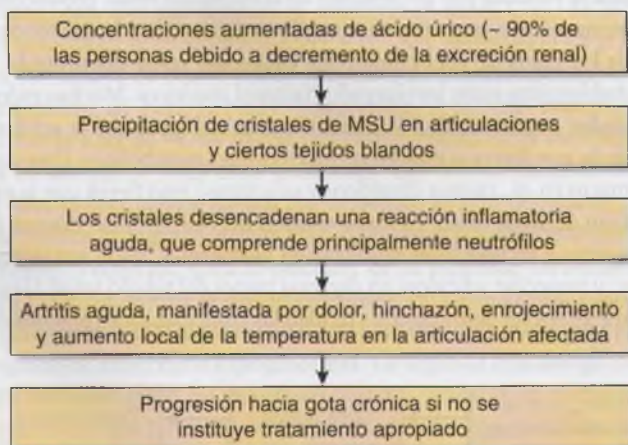 Concentraciones aumentadas de ácido úrico (~ 90% de
las personas debido a decremento de la excreción renal)
Precipitación de cristales de MSU en articulaciones
y ciertos tejidos blandos
Los cristales desencadenan una reacción inflamatoria
aguda, que comprende principalmente neutrófilos
Artritis aguda, manifestada por dolor, hinchazón, enrojecimiento
y aumento local de la temperatura en la articulación afectada
Progresión hacia gota crónica si no se
instituye tratamiento apropiado